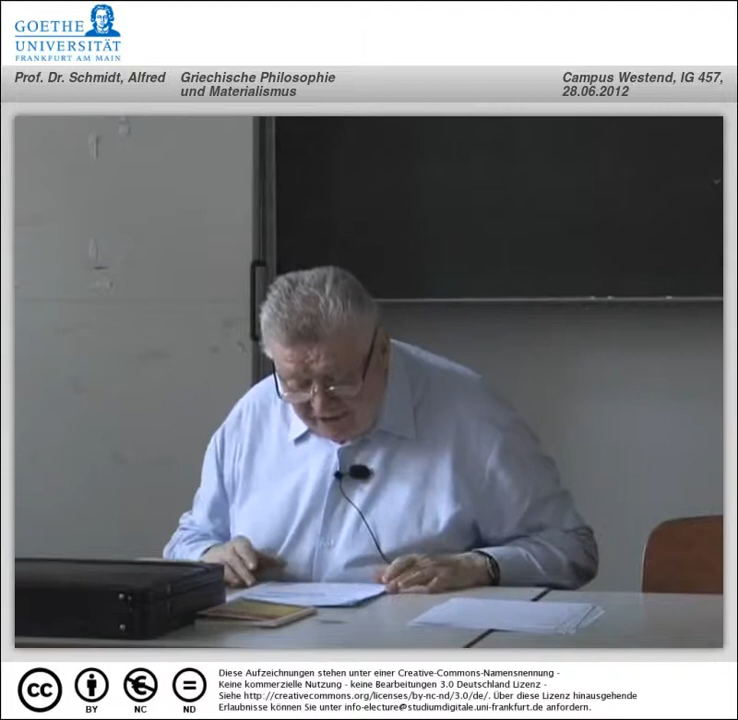 GOETHE
UNIVERSITÄT
FRANKFURT AM MAIN
Prof. Dr. Schmidt, Alfred Griechische Philosophie Campus Westend, IG 457,
und Materialismus 28.06.2012
cc
BY NC ND
Diese Aufzeichnungen stehen unter einer Creative-Commons-Namensnennung -
Keine kommerzielle Nutzung - keine Bearbeitungen 3.0 Deutschland Lizenz -
Siehe http://creativecommons.org/licenses/by-nc-nd/3.0/de/. Über diese Lizenz hinausgehende
Erlaubnisse können Sie unter info-electure@studiumdigitale.uni-frankfurt.de anfordern.